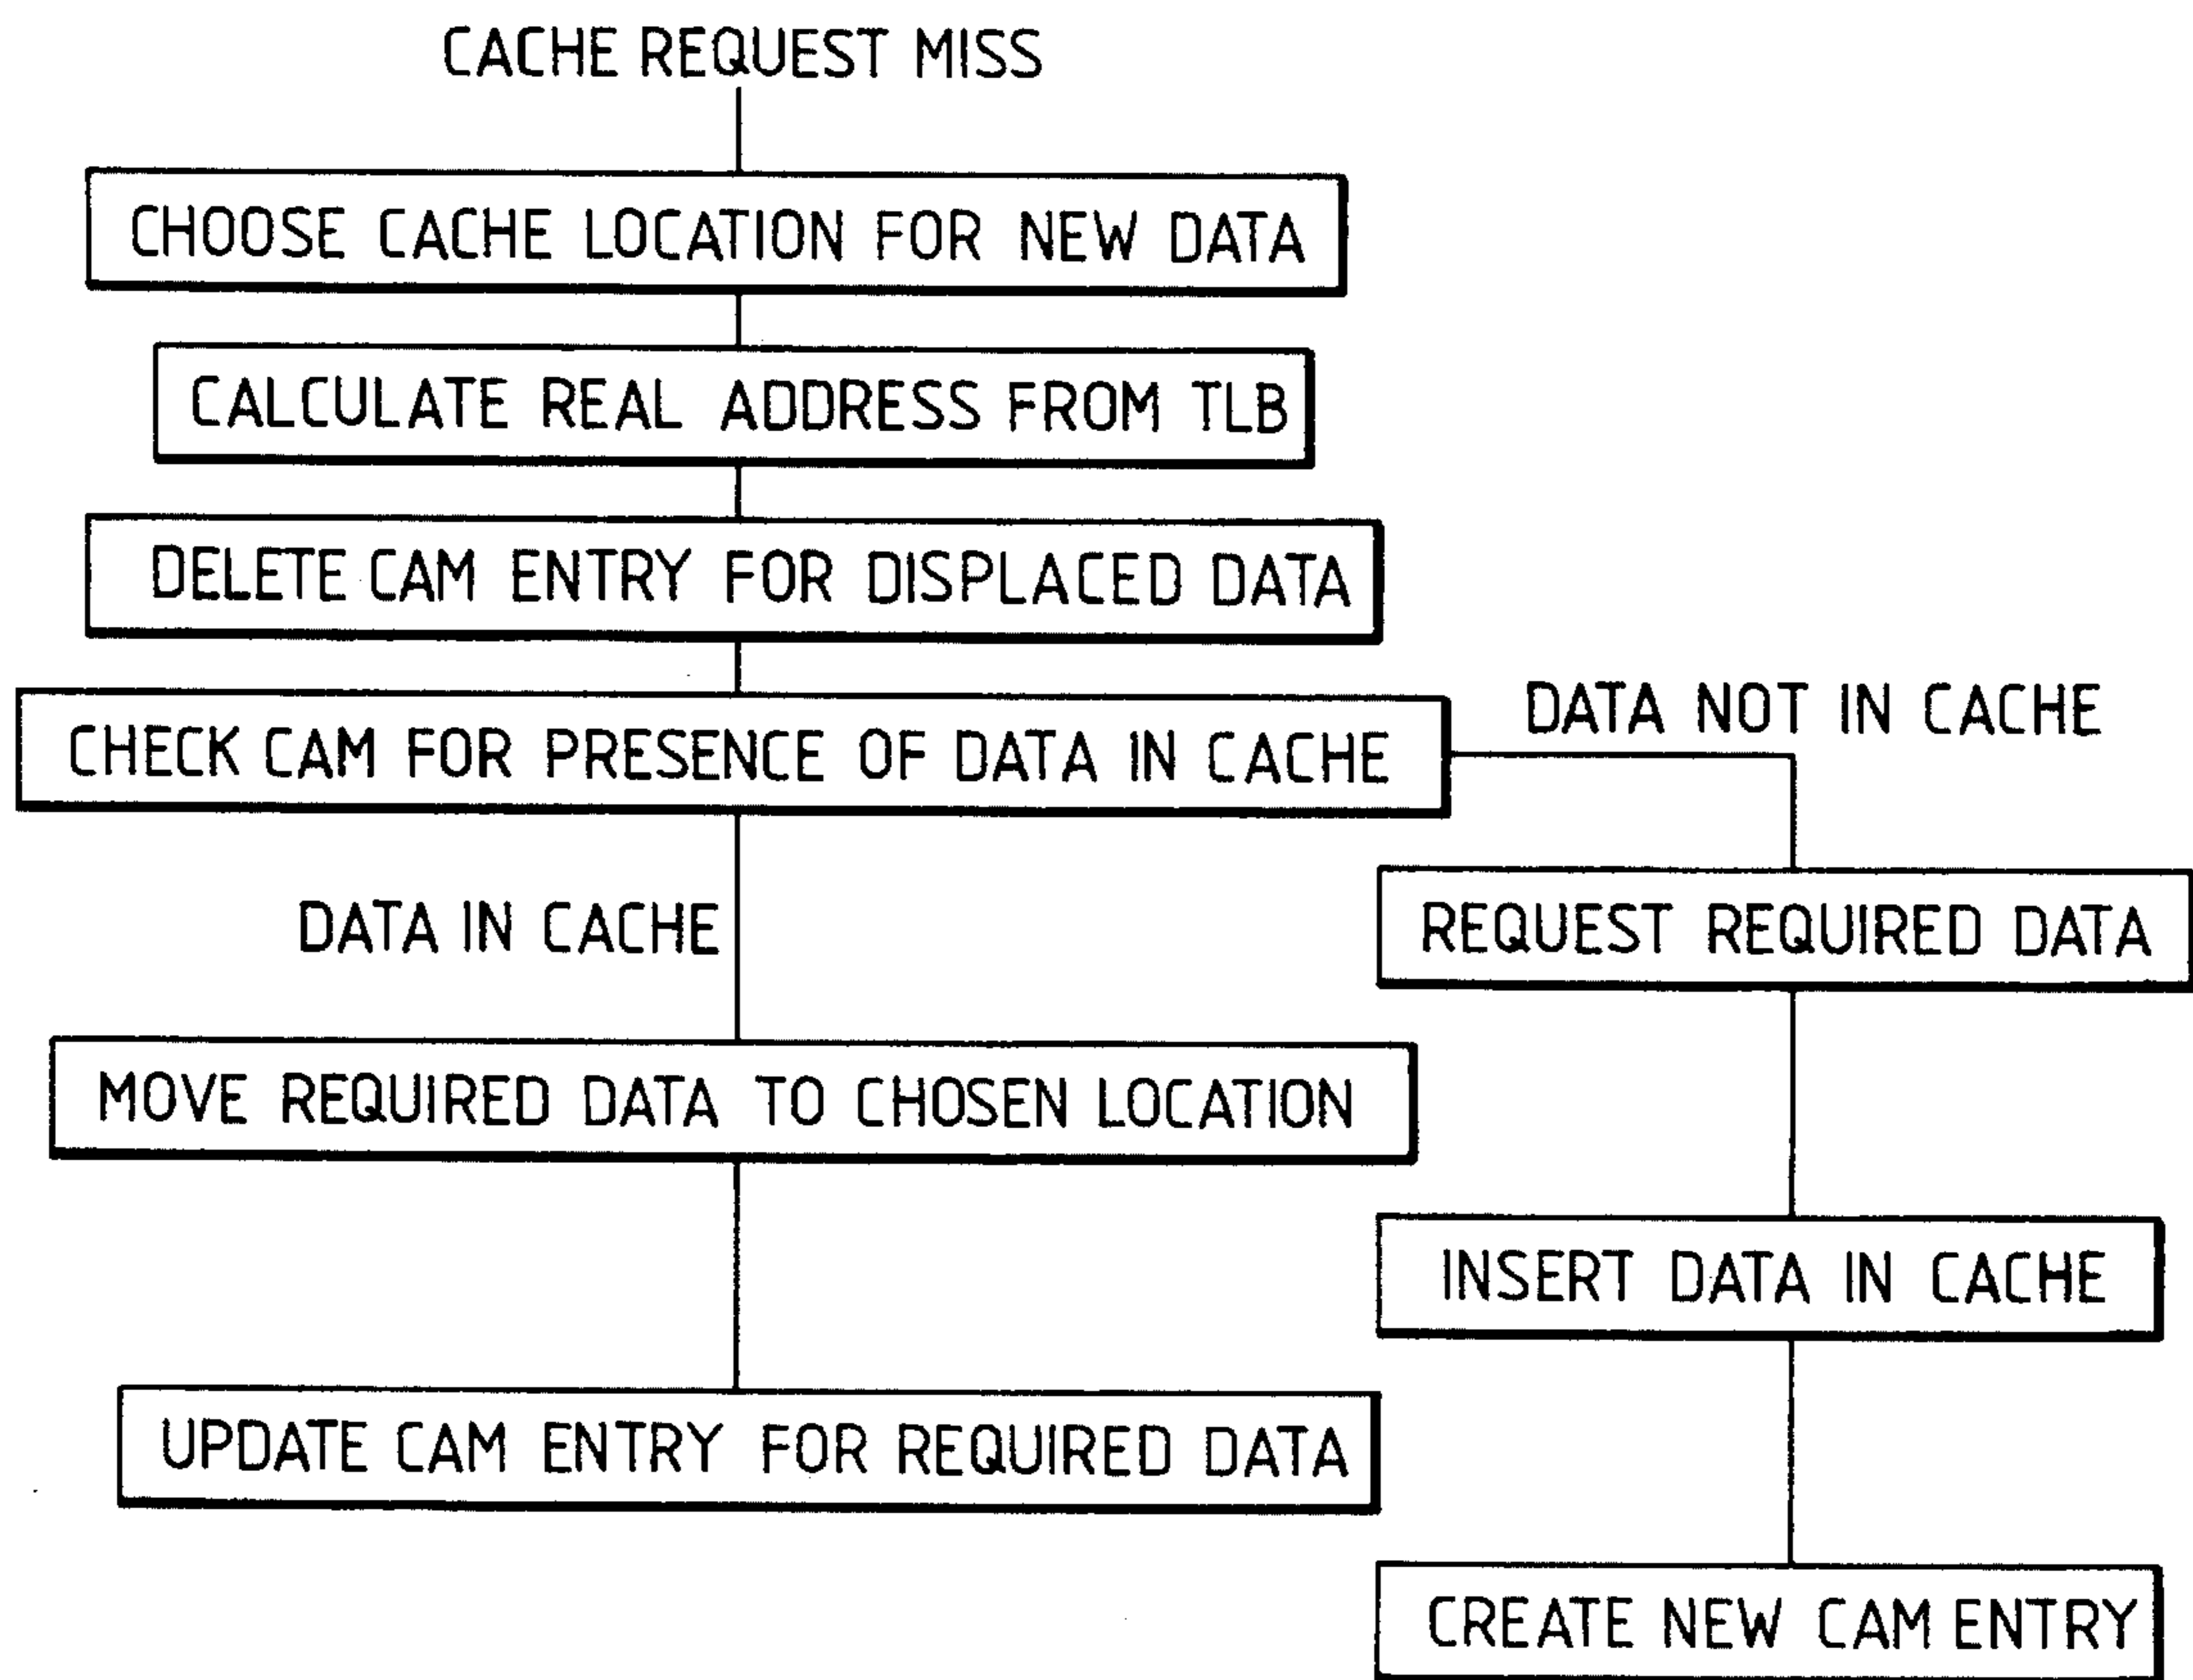 CACHE REQUEST MISS
CHOOSE CACHE LOCATION FOR NEW DATA
CALCULATE REAL ADDRESS FROM TLB
DELETE CAM ENTRY FOR DISPLACED DATA
CHECK CAM FOR PRESENCE OF DATA IN CACHE
DATA NOT IN CACHE
DATA IN CACHE
REQUEST REQUIRED DATA
MOVE REQUIRED DATA TO CHOSEN LOCATION
INSERT DATA IN CACHE
UPDATE CAM ENTRY FOR REQUIRED DATA
CREATE NEW CAM ENTRY